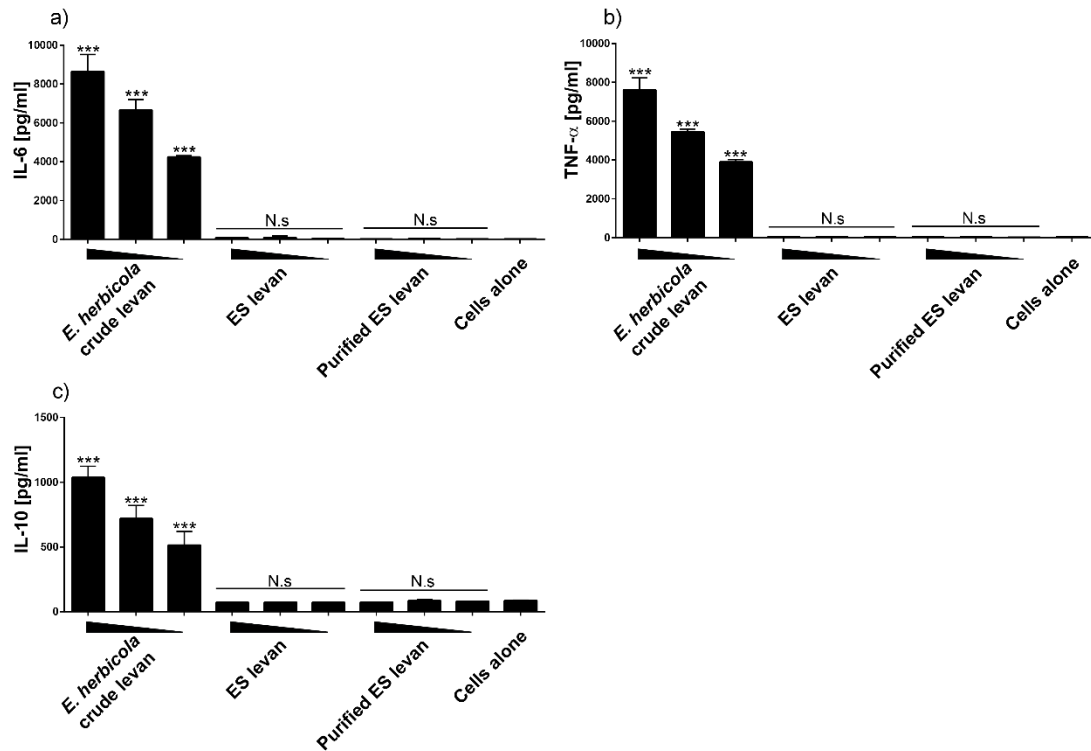 a)
IL-6 [pg/ml]
10000
8000
6000
4000
2000
0
***
***
***
N.s
N.s
E. herbicola
crude levan
ES levan
Purified ES levan
Cells alone
b)
TNF-α [pg/ml]
10000
8000
6000
4000
2000
0
***
***
***
N.s
N.s
E. herbicola
crude levan
ES levan
Purified ES levan
Cells alone
c)
IL-10 [pg/ml]
1500
1000
500
0
***
***
***
N.s
N.s
E. herbicola
crude levan
ES levan
Purified ES levan
Cells alone